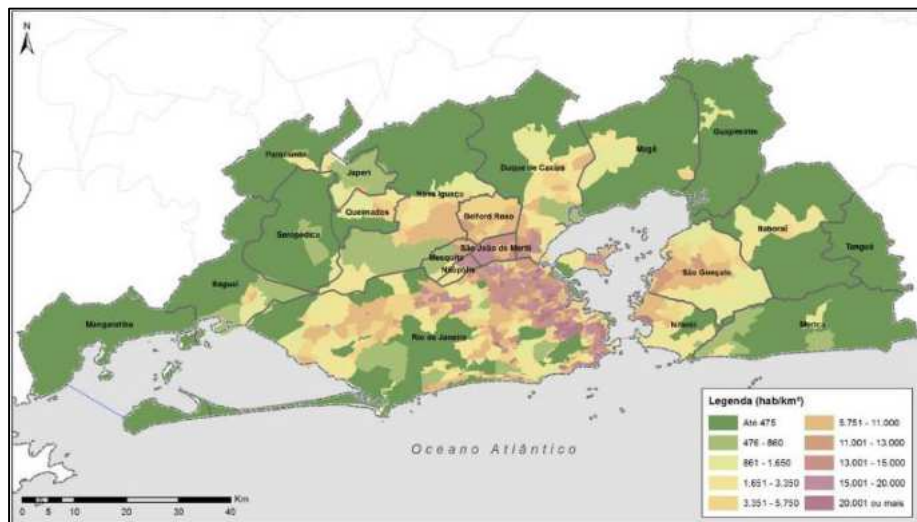 N
Guapimirim
Magé
Paracambi
Duque de Caxias
Japeri
Nova Iguaçu
Queimados
Belford Roxo
Itaboraí
Seropédica
São João de Meriti
Tanguá
Mesquita
Nilópolis
São Gonçalo
Itaguaí
Mangaratiba
Rio de Janeiro
Niterói
Maricá
Legenda (hab/km²)
Até 475
5.751 - 11.000
476 - 860
11.001 - 13.000
861 - 1.650
13.001 - 15.000
1.651 - 3.350
15.001 - 20.000
3.351 - 5.750
20.001 ou mais
Oceano Atlântico
Km
0 5 10 20 30 40